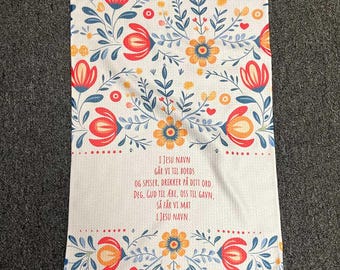 I Jesu navn
går vi til bords
og spiser, drikker på ditt ord.
Deg, Gud til ære, oss til gavn,
så får vi mat
i Jesu navn.